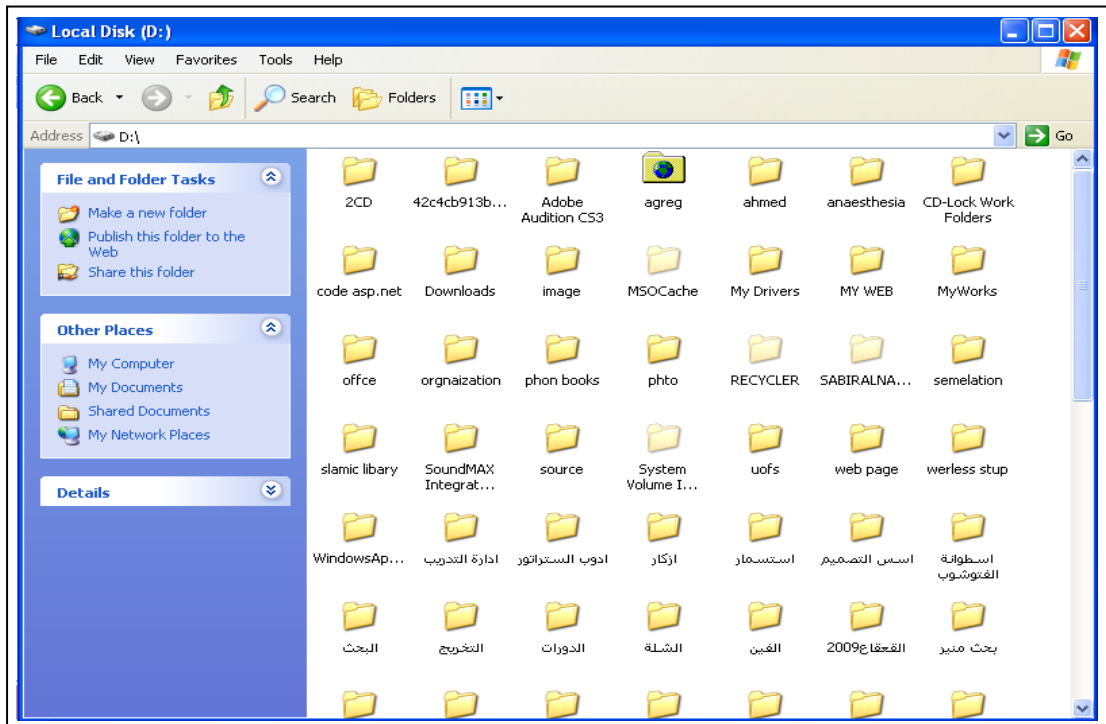 Local Disk (D:)
File Edit View Favorites Tools Help
Back Search Folders
Address D:\ Go
File and Folder Tasks
Make a new folder
Publish this folder to the
Web
Share this folder
Other Places
My Computer
My Documents
Shared Documents
My Network Places
Details
2CD 42c4cb913b... Adobe Audition CS3 agreg ahmed anaesthesia CD-Lock Work Folders
code asp.net Downloads image MSOCache My Drivers MY WEB MyWorks
offce orgnaization phon books phto RECYCLER SABIRALNA... semelation
slamic libary SoundMAX Integrat... source System Volume I... uofs web page werless stup
WindowsAp... ادارة التدريب ادوب الستراتور ازكار استسمار اسس التصميم اسطوانة الفتوشوب
البحث التخريج الدورات الشلة الفين القعقاع2009 بحث منير